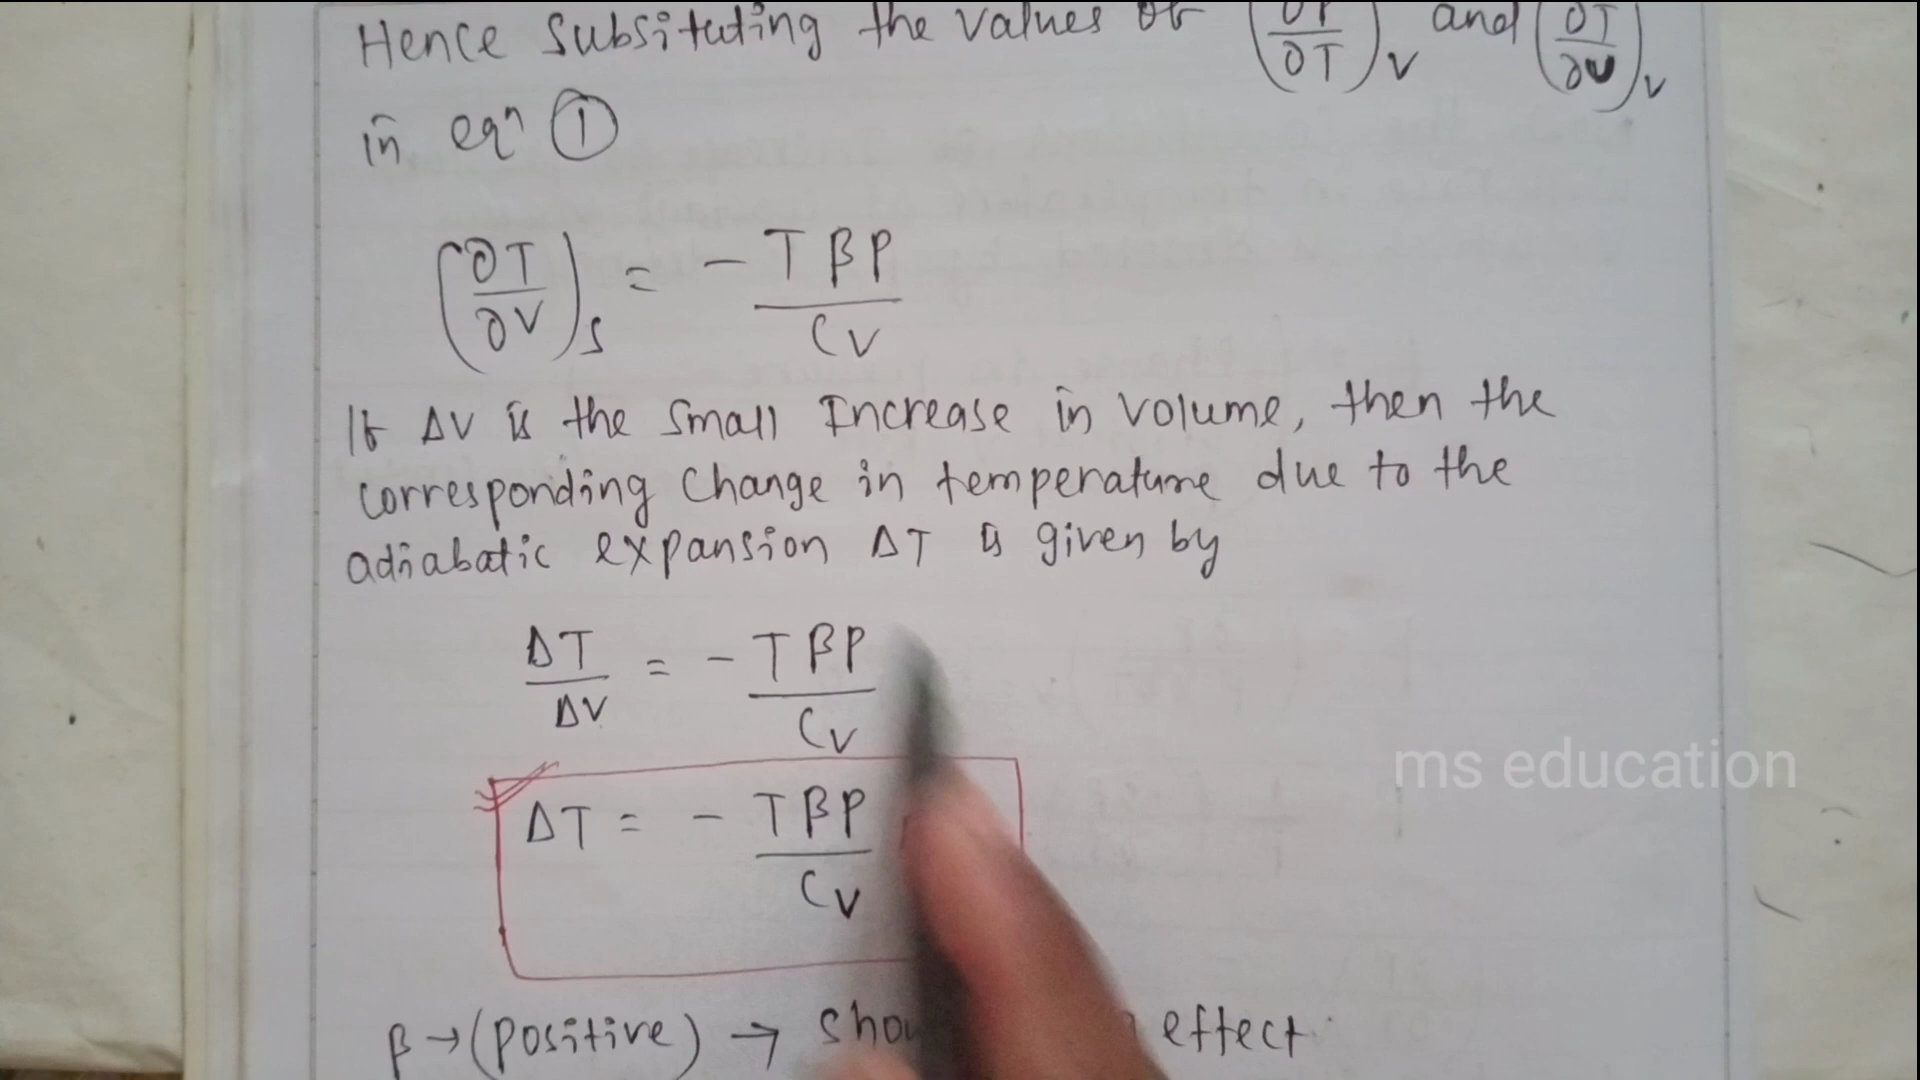 Hence Subsituting the values of (∂P/∂T)V and (∂T/∂U)V
in eqn ①
(∂T/∂V)S = - TβP/CV
If ΔV is the small Increase in volume, then the
corresponding change in temperature due to the
adiabatic expansion ΔT is given by
ΔT/ΔV = - TβP/CV
ms education
ΔT = - TβP/CV
β → (positive) → effect